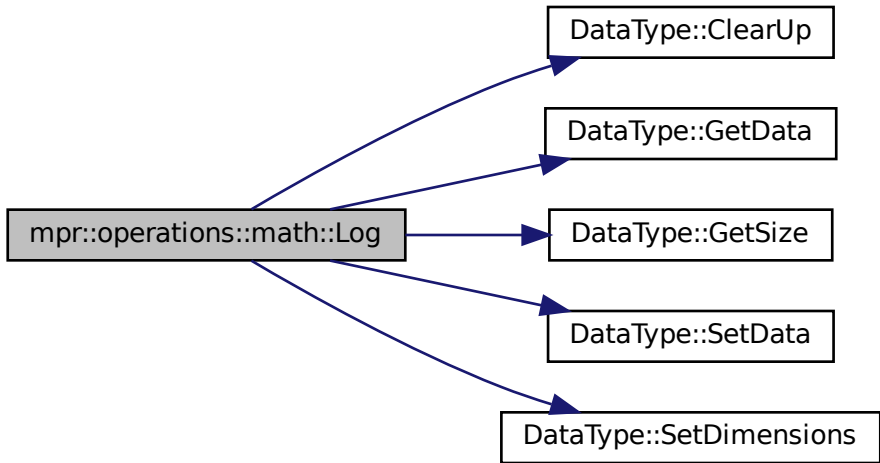 DataType::ClearUp
DataType::GetData
mpr::operations::math::Log
DataType::GetSize
DataType::SetData
DataType::SetDimensions